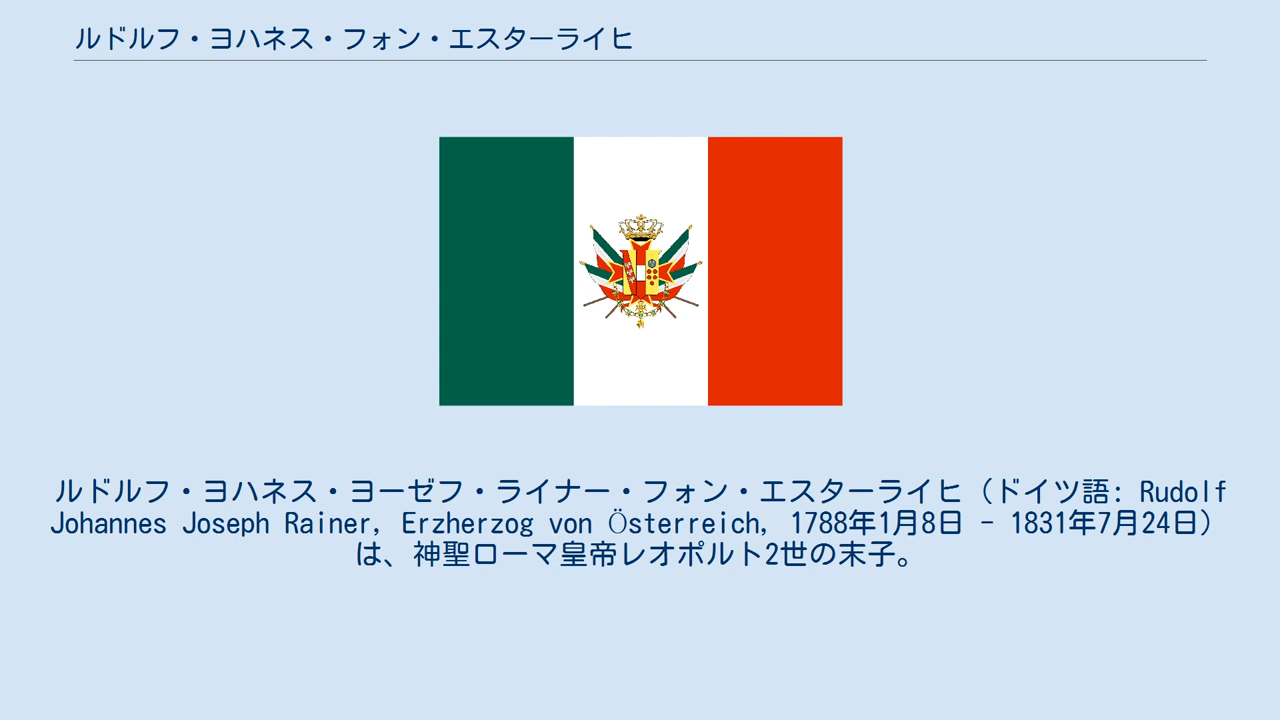 ルドルフ・ヨハネス・フォン・エスターライヒ
ルドルフ・ヨハネス・ヨーゼフ・ライナー・フォン・エスターライヒ（ドイツ語: Rudolf
Johannes Joseph Rainer, Erzherzog von Österreich, 1788年1月8日 - 1831年7月24日）
は、神聖ローマ皇帝レオポルト2世の末子。